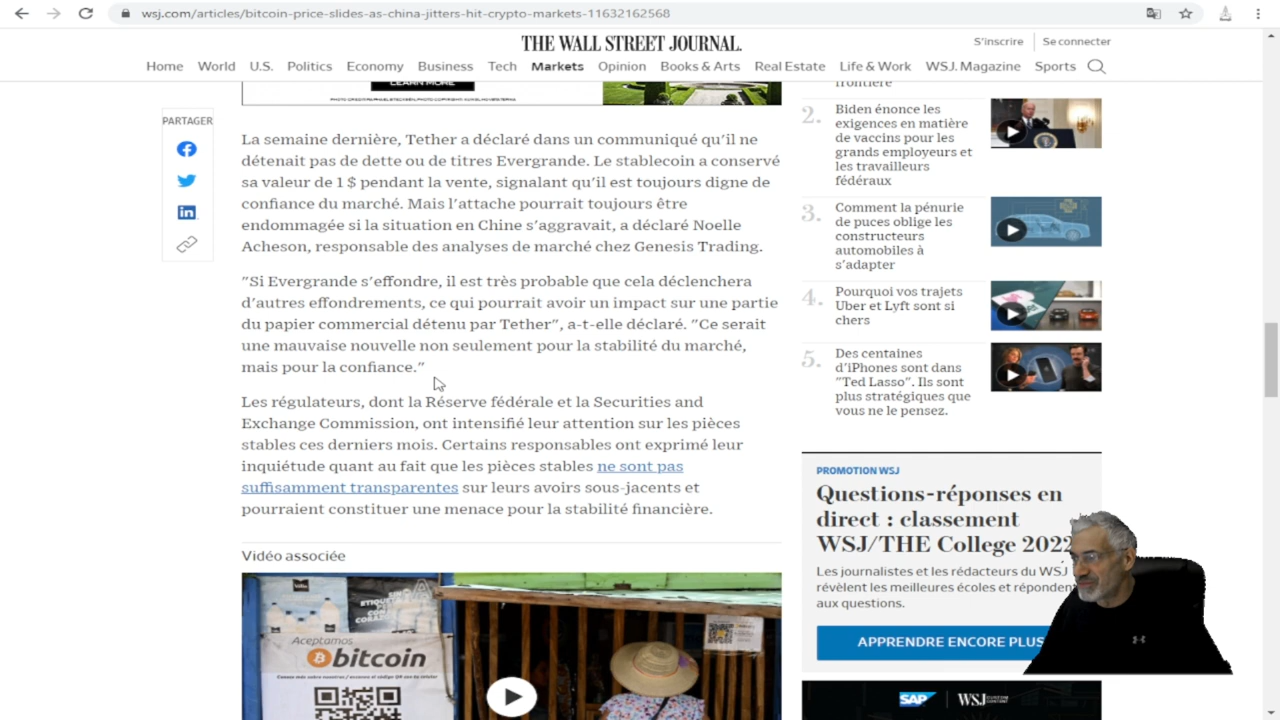 wsj.com/articles/bitcoin-price-slides-as-china-jitters-hit-crypto-markets-11632162568
THE WALL STREET JOURNAL.
S'inscrire
Se connecter
Home World U.S. Politics Economy Business Tech Markets Opinion Books & Arts Real Estate Life & Work WSJ. Magazine Sports
LEARN MORE
PARTAGER
La semaine dernière, Tether a déclaré dans un communiqué qu'il ne
détenait pas de dette ou de titres Evergrande. Le stablecoin a conservé
sa valeur de 1 $ pendant la vente, signalant qu'il est toujours digne de
confiance du marché. Mais l'attache pourrait toujours être
endommagée si la situation en Chine s'aggravait, a déclaré Noelle
Acheson, responsable des analyses de marché chez Genesis Trading.
"Si Evergrande s'effondre, il est très probable que cela déclenchera
d'autres effondrements, ce qui pourrait avoir un impact sur une partie
du papier commercial détenu par Tether", a-t-elle déclaré. "Ce serait
une mauvaise nouvelle non seulement pour la stabilité du marché,
mais pour la confiance."
Les régulateurs, dont la Réserve fédérale et la Securities and
Exchange Commission, ont intensifié leur attention sur les pièces
stables ces derniers mois. Certains responsables ont exprimé leur
inquiétude quant au fait que les pièces stables ne sont pas
suffisamment transparentes sur leurs avoirs sous-jacents et
pourraient constituer une menace pour la stabilité financière.
Vidéo associée
SIN
ETIQUETA
CON
CORAZÓN
Aceptamos
bitcoin
frontière
2. Biden énonce les
exigences en matière
de vaccins pour les
grands employeurs et
les travailleurs
fédéraux
3. Comment la pénurie
de puces oblige les
constructeurs
automobiles à
s'adapter
4. Pourquoi vos trajets
Uber et Lyft sont si
chers
5. Des centaines
d'iPhones sont dans
"Ted Lasso". Ils sont
plus stratégiques que
vous ne le pensez.
PROMOTION WSJ
Questions-réponses en
direct : classement
WSJ/THE College 2022
Les journalistes et les rédacteurs du WSJ
révèlent les meilleures écoles et répondent
aux questions.
APPRENDRE ENCORE PLUS
SAP WSJ